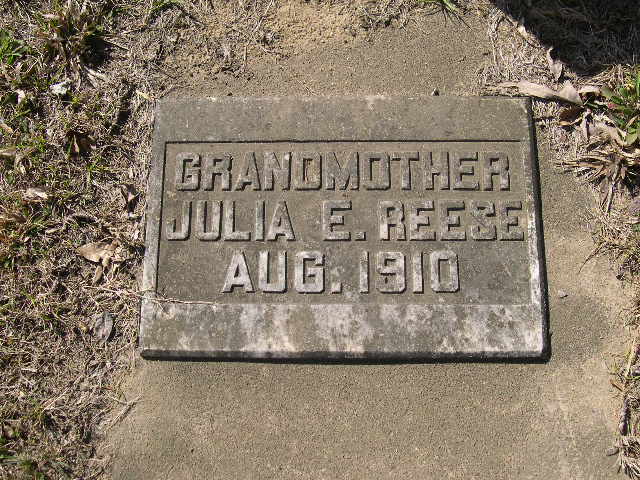 GRANDMOTHER
JULIA E. REESE
AUG. 1910